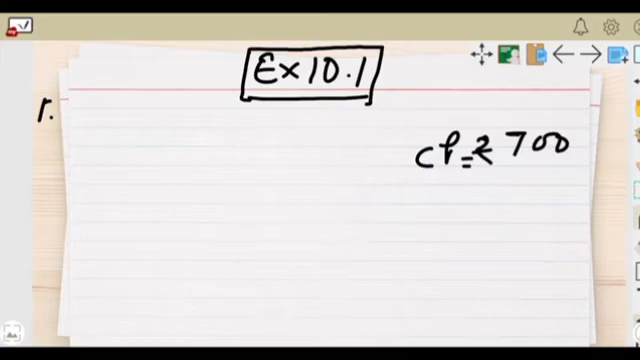 Ex 10.1
1.
CP = ₹ 700